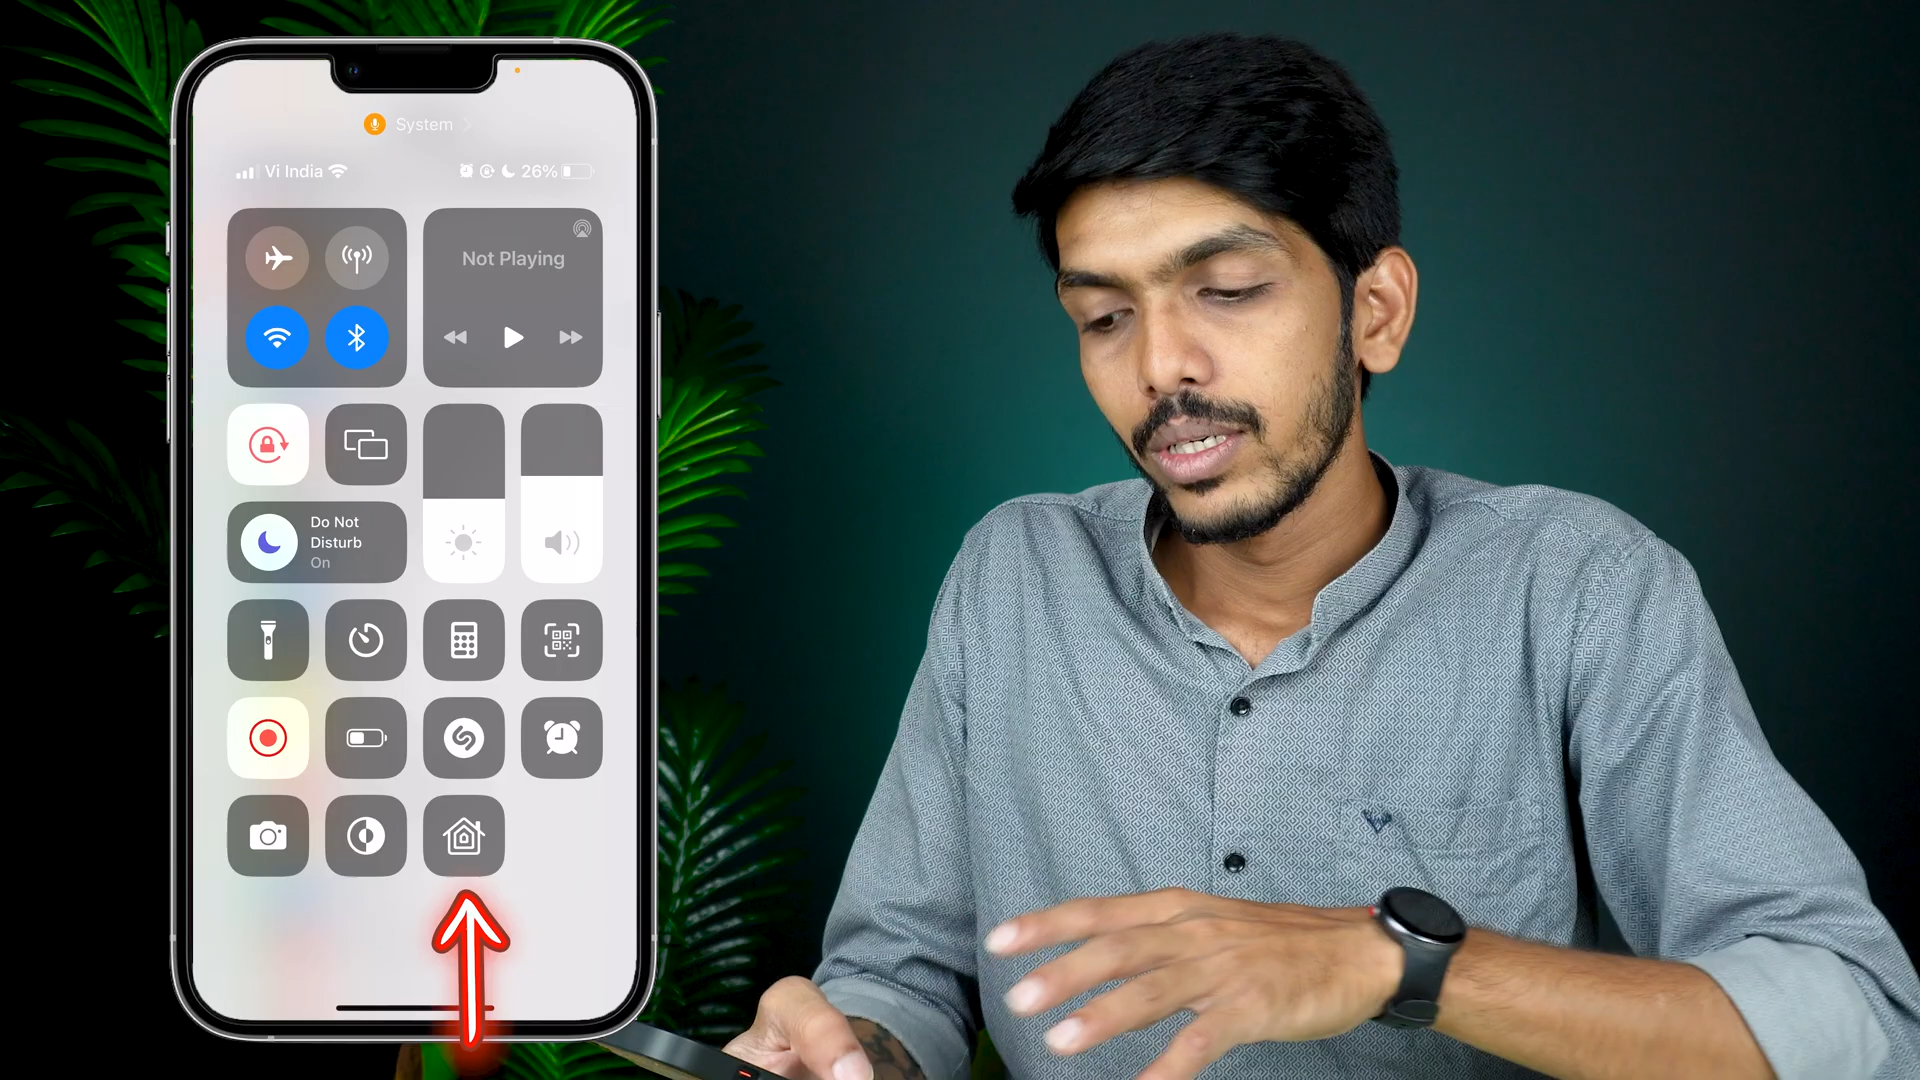 System
Vi India 26%
Not Playing
Do Not
Disturb
On